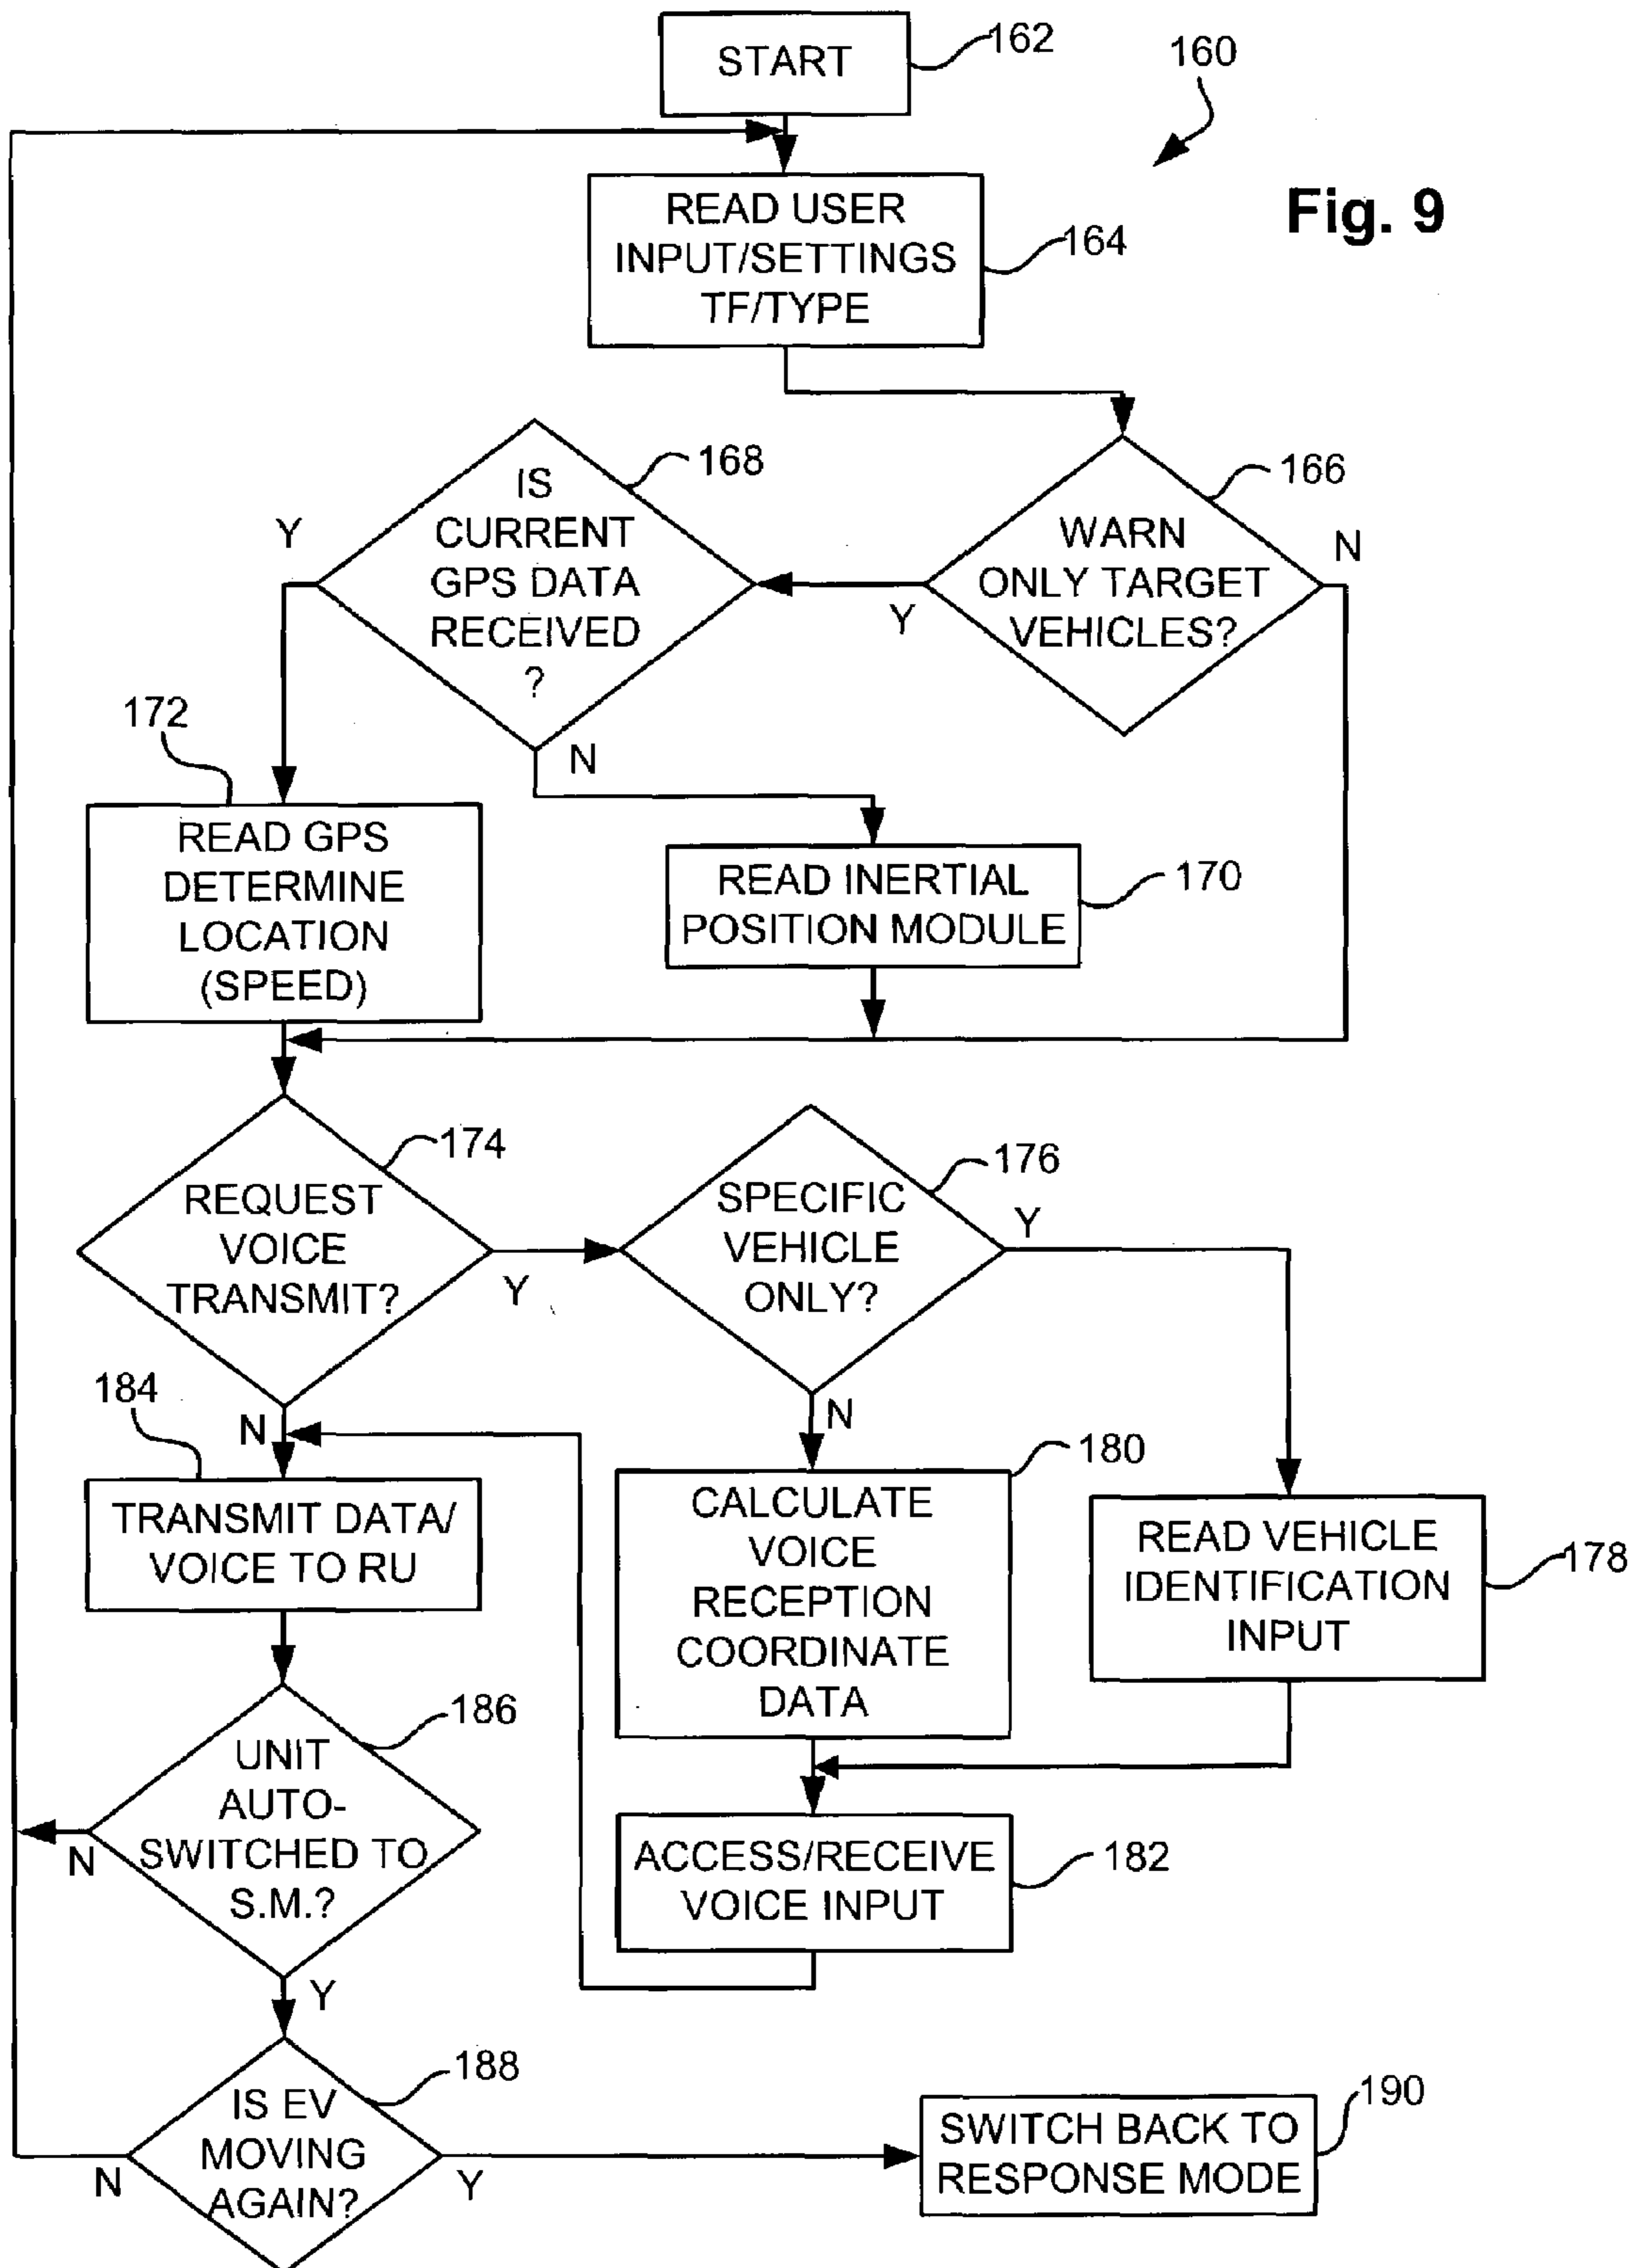 START
162
160
Fig. 9
READ USER
INPUT/SETTINGS
TF/TYPE
164
168
IS
CURRENT
GPS DATA
RECEIVED
?
Y
N
166
WARN
ONLY TARGET
VEHICLES?
N
Y
172
READ GPS
DETERMINE
LOCATION
(SPEED)
READ INERTIAL
POSITION MODULE
170
174
REQUEST
VOICE
TRANSMIT?
Y
N
176
SPECIFIC
VEHICLE
ONLY?
Y
N
184
TRANSMIT DATA/
VOICE TO RU
180
CALCULATE
VOICE
RECEPTION
COORDINATE
DATA
READ VEHICLE
IDENTIFICATION
INPUT
178
186
UNIT
AUTO-
SWITCHED TO
S.M.?
N
Y
ACCESS/RECEIVE
VOICE INPUT
182
188
IS EV
MOVING
AGAIN?
N
Y
190
SWITCH BACK TO
RESPONSE MODE